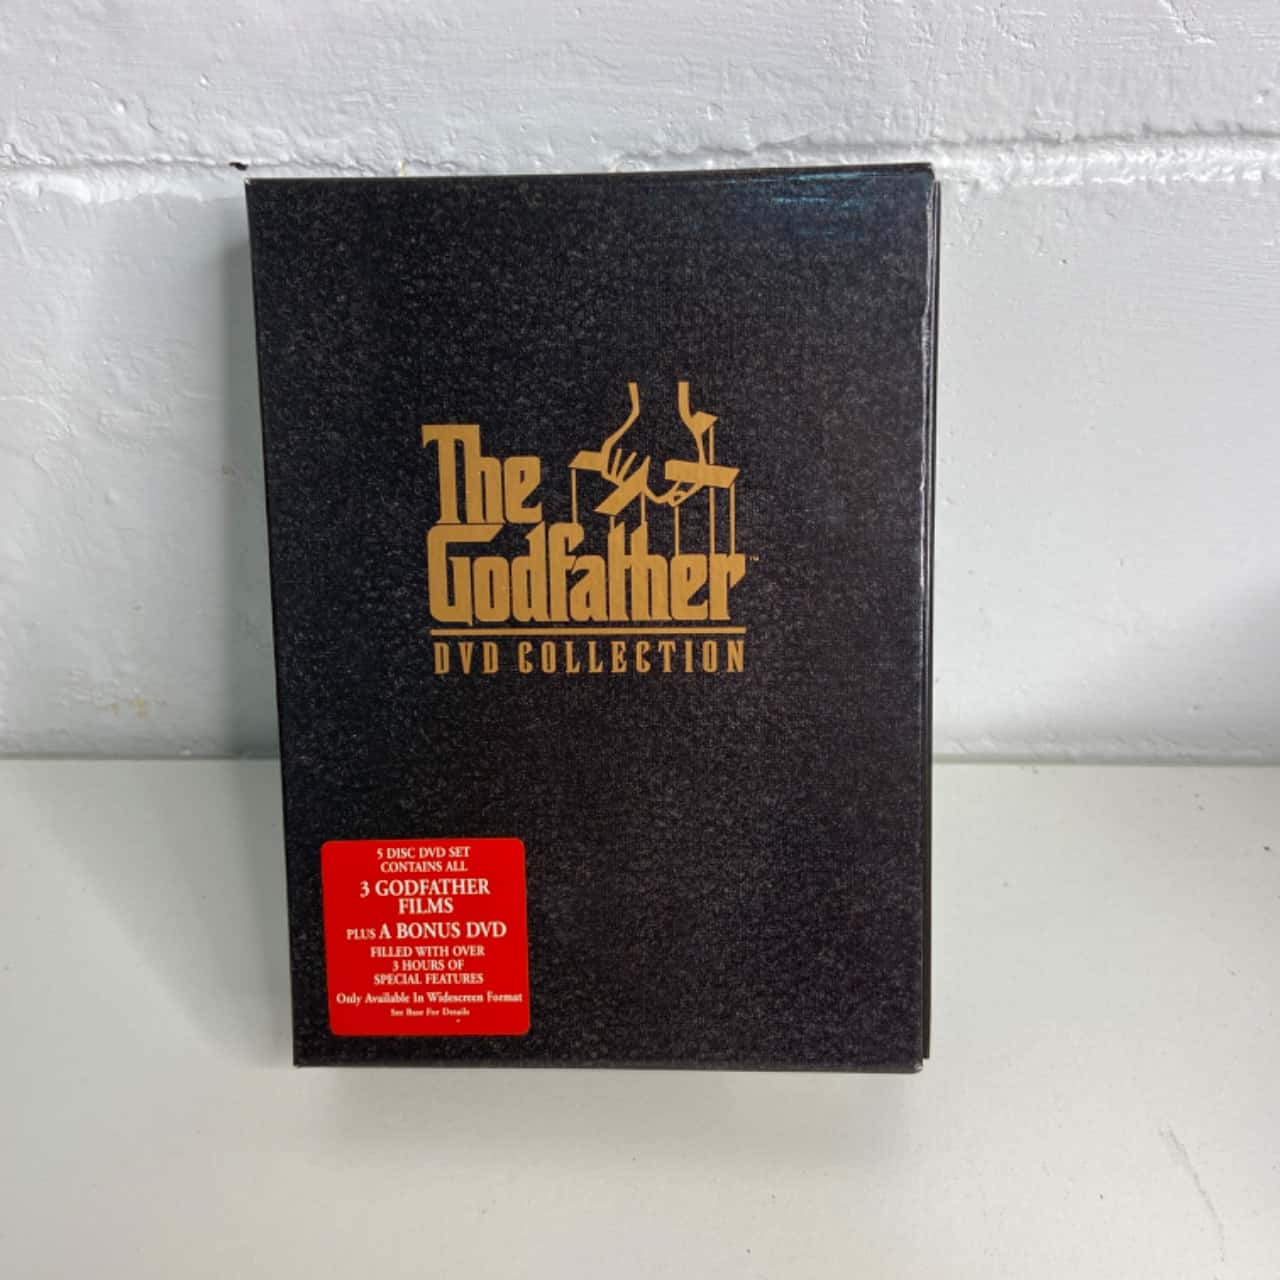 The
Godfather™
DVD COLLECTION
5 DISC DVD SET
CONTAINS ALL
3 GODFATHER
FILMS
PLUS A BONUS DVD
FILLED WITH OVER
3 HOURS OF
SPECIAL FEATURES
Only Available In Widescreen Format
See Base For Details